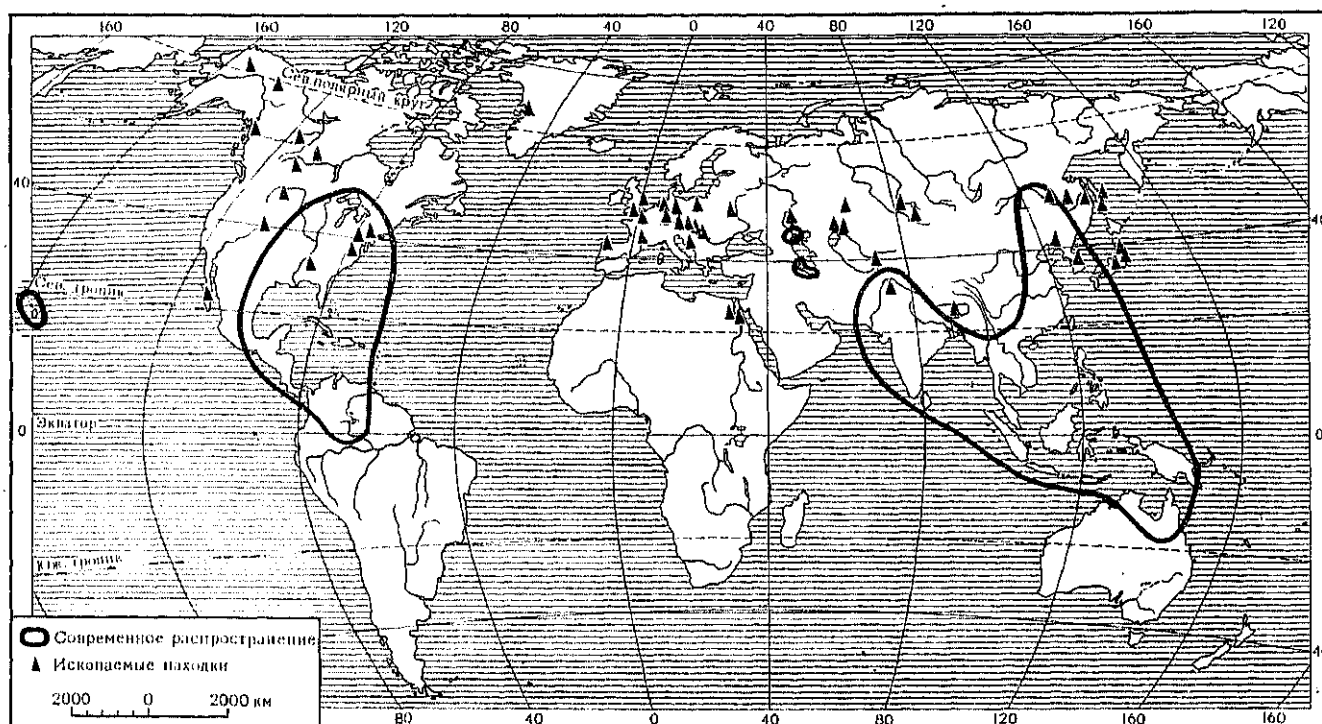 160 160 120 80 40 0 40 80 120 160 160 120
Сев. полярный круг
40
40
Сев. тропик
0
Экватор
0
Юж. тропик
Современное распространение
Ископаемые находки
2000 0 2000 км
80 40 0 40 80 120 160 160